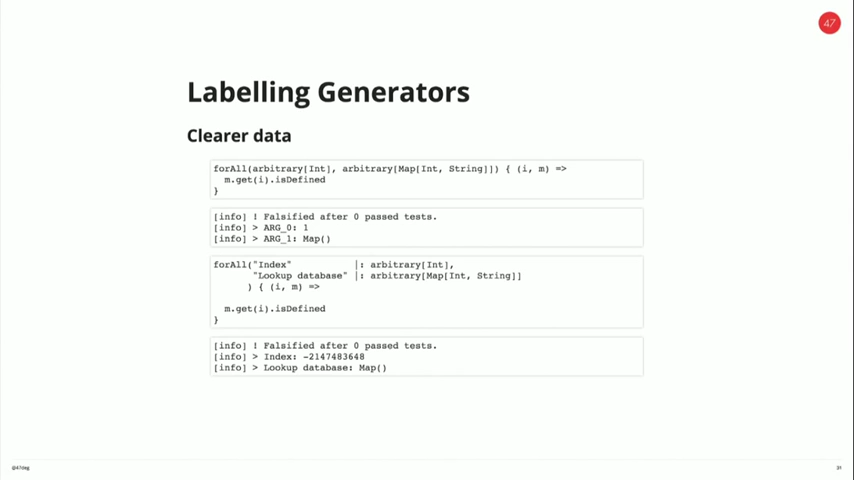 47
Labelling Generators
Clearer data
forAll(arbitrary[Int], arbitrary[Map[Int, String]]) { (i, m) =>
  m.get(i).isDefined
}
[info] ! Falsified after 0 passed tests.
[info] > ARG_0: 1
[info] > ARG_1: Map()
forAll("Index"           |: arbitrary[Int],
       "Lookup database" |: arbitrary[Map[Int, String]]
      ) { (i, m) =>
  m.get(i).isDefined
}
[info] ! Falsified after 0 passed tests.
[info] > Index: -2147483648
[info] > Lookup database: Map()
@47deg
31